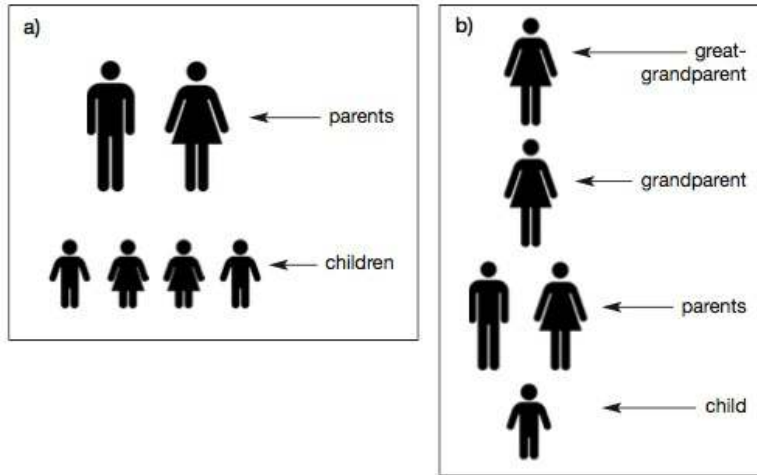 a)
parents
children
b)
great-
grandparent
grandparent
parents
child